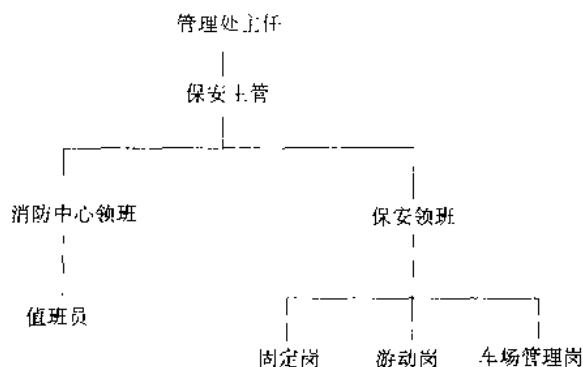 管理处主任
保安主管
消防中心领班 保安领班
值班员
固定岗 游动岗 车场管理岗